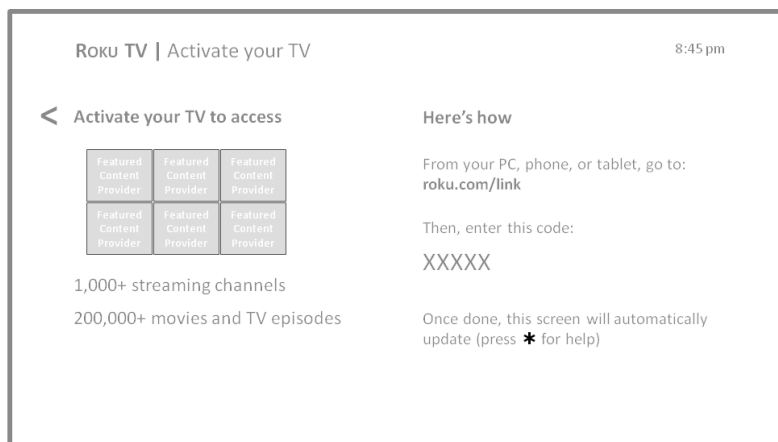 ROKU TV | Activate your TV
8:45 pm
< Activate your TV to access
Featured Content Provider
Featured Content Provider
Featured Content Provider
Featured Content Provider
Featured Content Provider
Featured Content Provider
1,000+ streaming channels
200,000+ movies and TV episodes
Here's how
From your PC, phone, or tablet, go to:
roku.com/link
Then, enter this code:
XXXXX
Once done, this screen will automatically
update (press * for help)